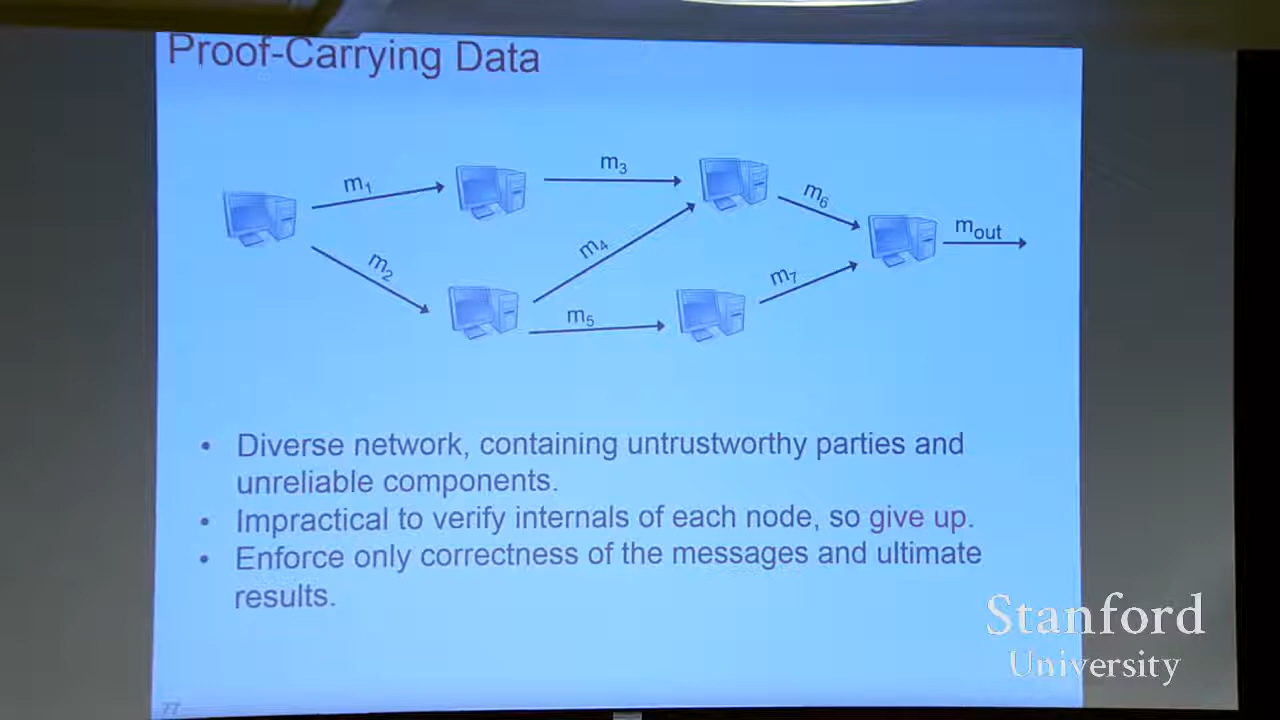 Proof-Carrying Data
m1
m2
m3
m4
m5
m6
m7
mout
• Diverse network, containing untrustworthy parties and
unreliable components.
• Impractical to verify internals of each node, so give up.
• Enforce only correctness of the messages and ultimate
results.
Stanford
University
77